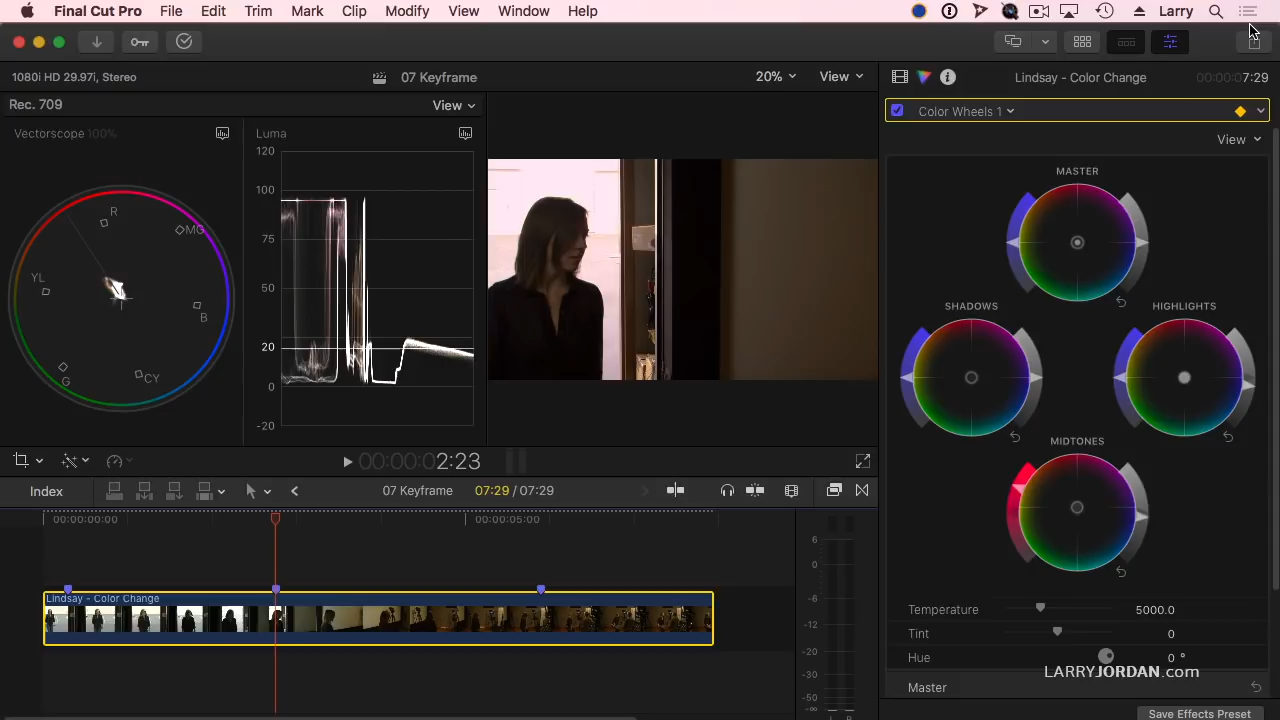 Final Cut Pro File Edit Trim Mark Clip Modify View Window Help Larry
1080i HD 29.97i, Stereo 07 Keyframe 20% View Lindsay - Color Change 00:00:07:29
Rec. 709 View Color Wheels 1
Vectorscope 100% Luma View
120
100
75
50
20
0
-20
R
MG
YL
B
G
CY
MASTER
SHADOWS HIGHLIGHTS
MIDTONES
00:00:02:23
Index 07 Keyframe 07:29 / 07:29
00:00:00:00 00:00:05:00
Lindsay - Color Change
6
0
-6
-12
-20
-30
-50
-∞
L R
Temperature 5000.0
Tint 0
Hue 0 °
LARRYJORDAN.com
Master
Save Effects Preset